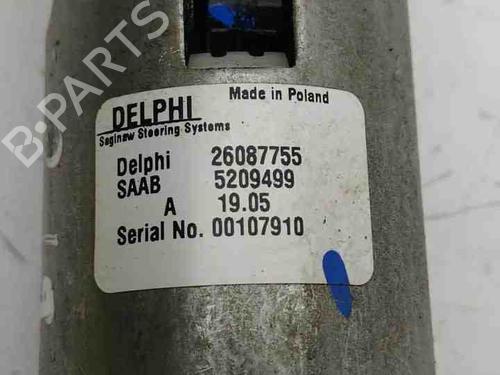 B-PARTS
DELPHI Made in Poland
Saginaw Steering Systems
Delphi 26087755
SAAB 5209499
A 19.05
Serial No. 00107910